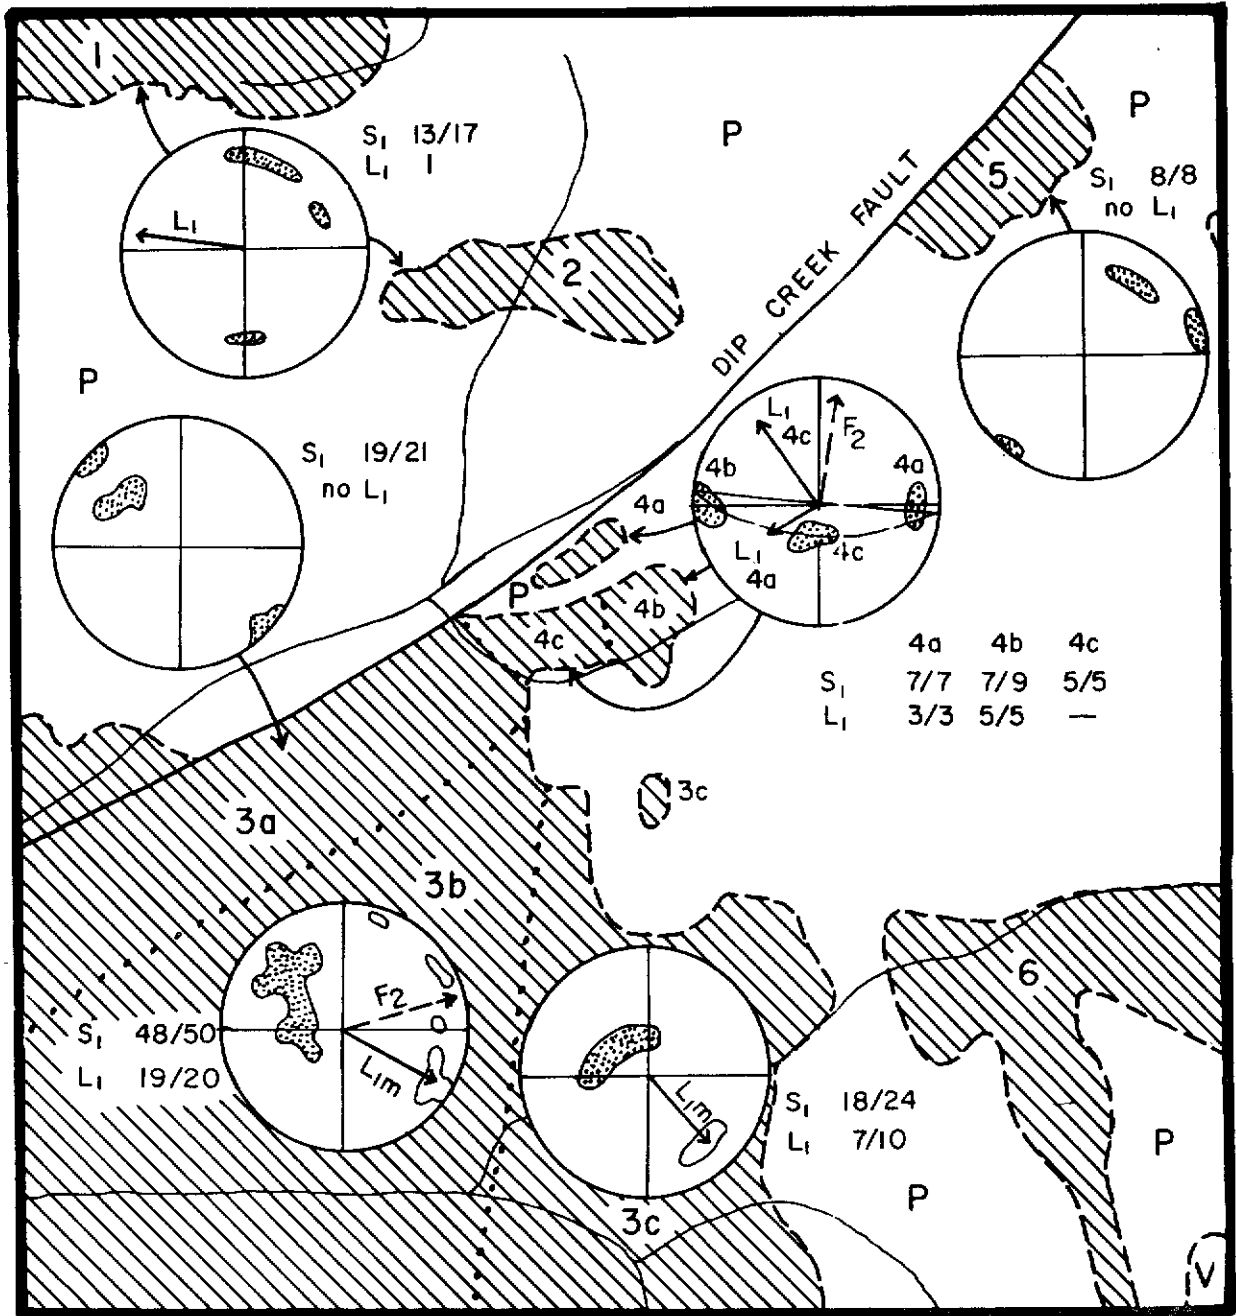 1
S₁ 13/17
L₁ 1
L₁
P
P
5
S₁ 8/8
no L₁
2
DIP CREEK FAULT
P
S₁ 19/21
no L₁
L₁
4c
F₂
4b
4a
4c
L₁
4a
4a
P
4b
4c
4a 4b 4c
S₁ 7/7 7/9 5/5
L₁ 3/3 5/5 —
3c
3a
3b
6
F₂
L₁m
S₁ 48/50
L₁ 19/20
L₁m
S₁ 18/24
L₁ 7/10
P
P
3c
V